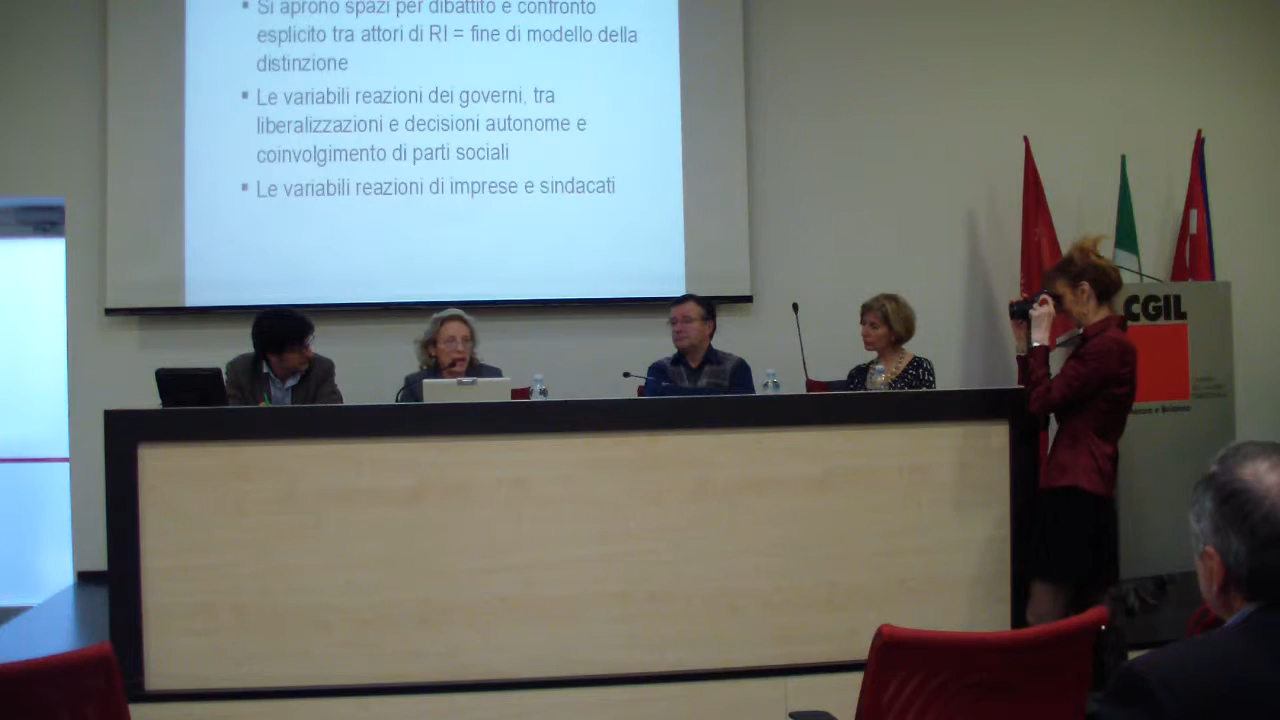 ▪ Si aprono spazi per dibattito e confronto
esplicito tra attori di RI = fine di modello della
distinzione
▪ Le variabili reazioni dei governi, tra
liberalizzazioni e decisioni autonome e
coinvolgimento di parti sociali
▪ Le variabili reazioni di imprese e sindacati
CGIL